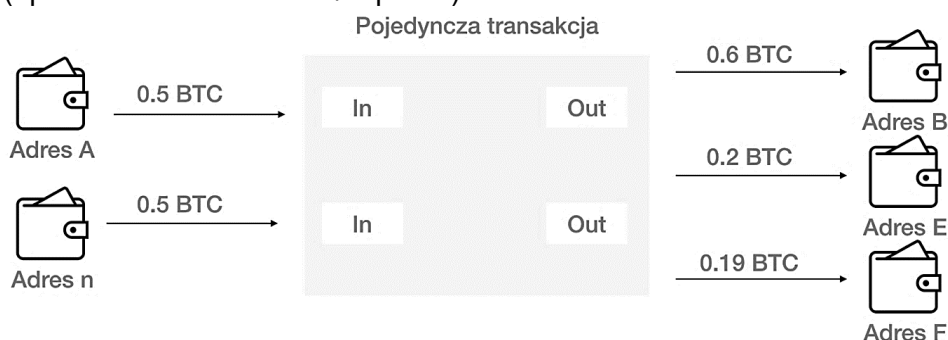 Pojedyncza transakcja
0.5 BTC
Adres A
0.5 BTC
Adres n
In
Out
In
Out
0.6 BTC
Adres B
0.2 BTC
Adres E
0.19 BTC
Adres F